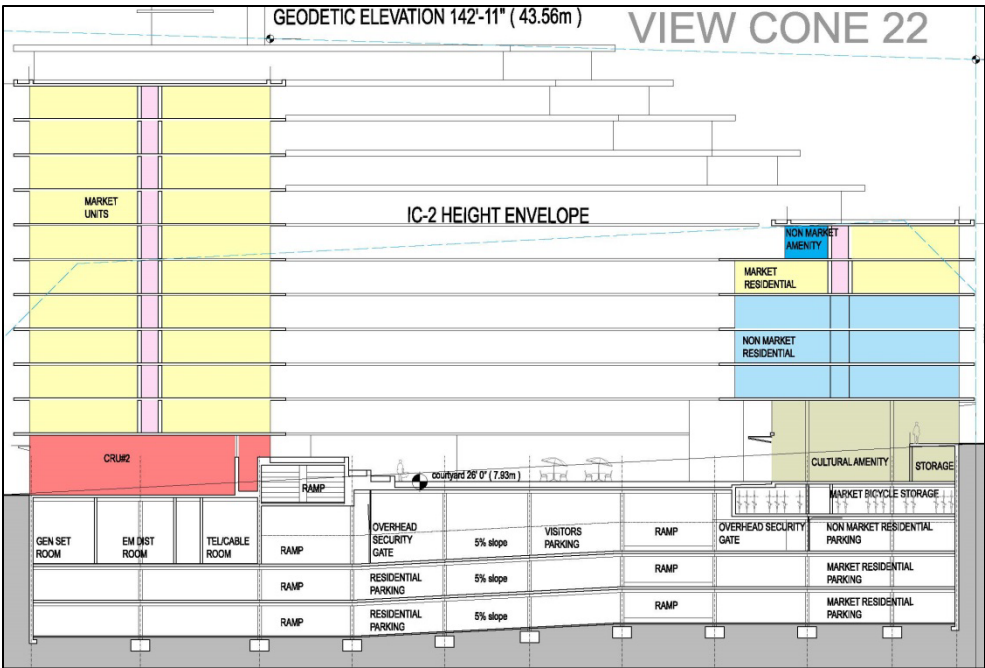 GEODETIC ELEVATION 142'-11" ( 43.56m )
VIEW CONE 22
MARKET
UNITS
IC-2 HEIGHT ENVELOPE
NON MARKET
AMENITY
MARKET
RESIDENTIAL
NON MARKET
RESIDENTIAL
CRU#2
CULTURAL AMENITY
STORAGE
courtyard 26' 0" ( 7.93m )
RAMP
MARKET BICYCLE STORAGE
GEN SET
ROOM
EM DIST
ROOM
TEL/CABLE
ROOM
RAMP
OVERHEAD
SECURITY
GATE
5% slope
VISITORS
PARKING
RAMP
OVERHEAD SECURITY
GATE
NON MARKET RESIDENTIAL
PARKING
RAMP
RESIDENTIAL
PARKING
5% slope
RAMP
MARKET RESIDENTIAL
PARKING
RAMP
RESIDENTIAL
PARKING
5% slope
RAMP
MARKET RESIDENTIAL
PARKING